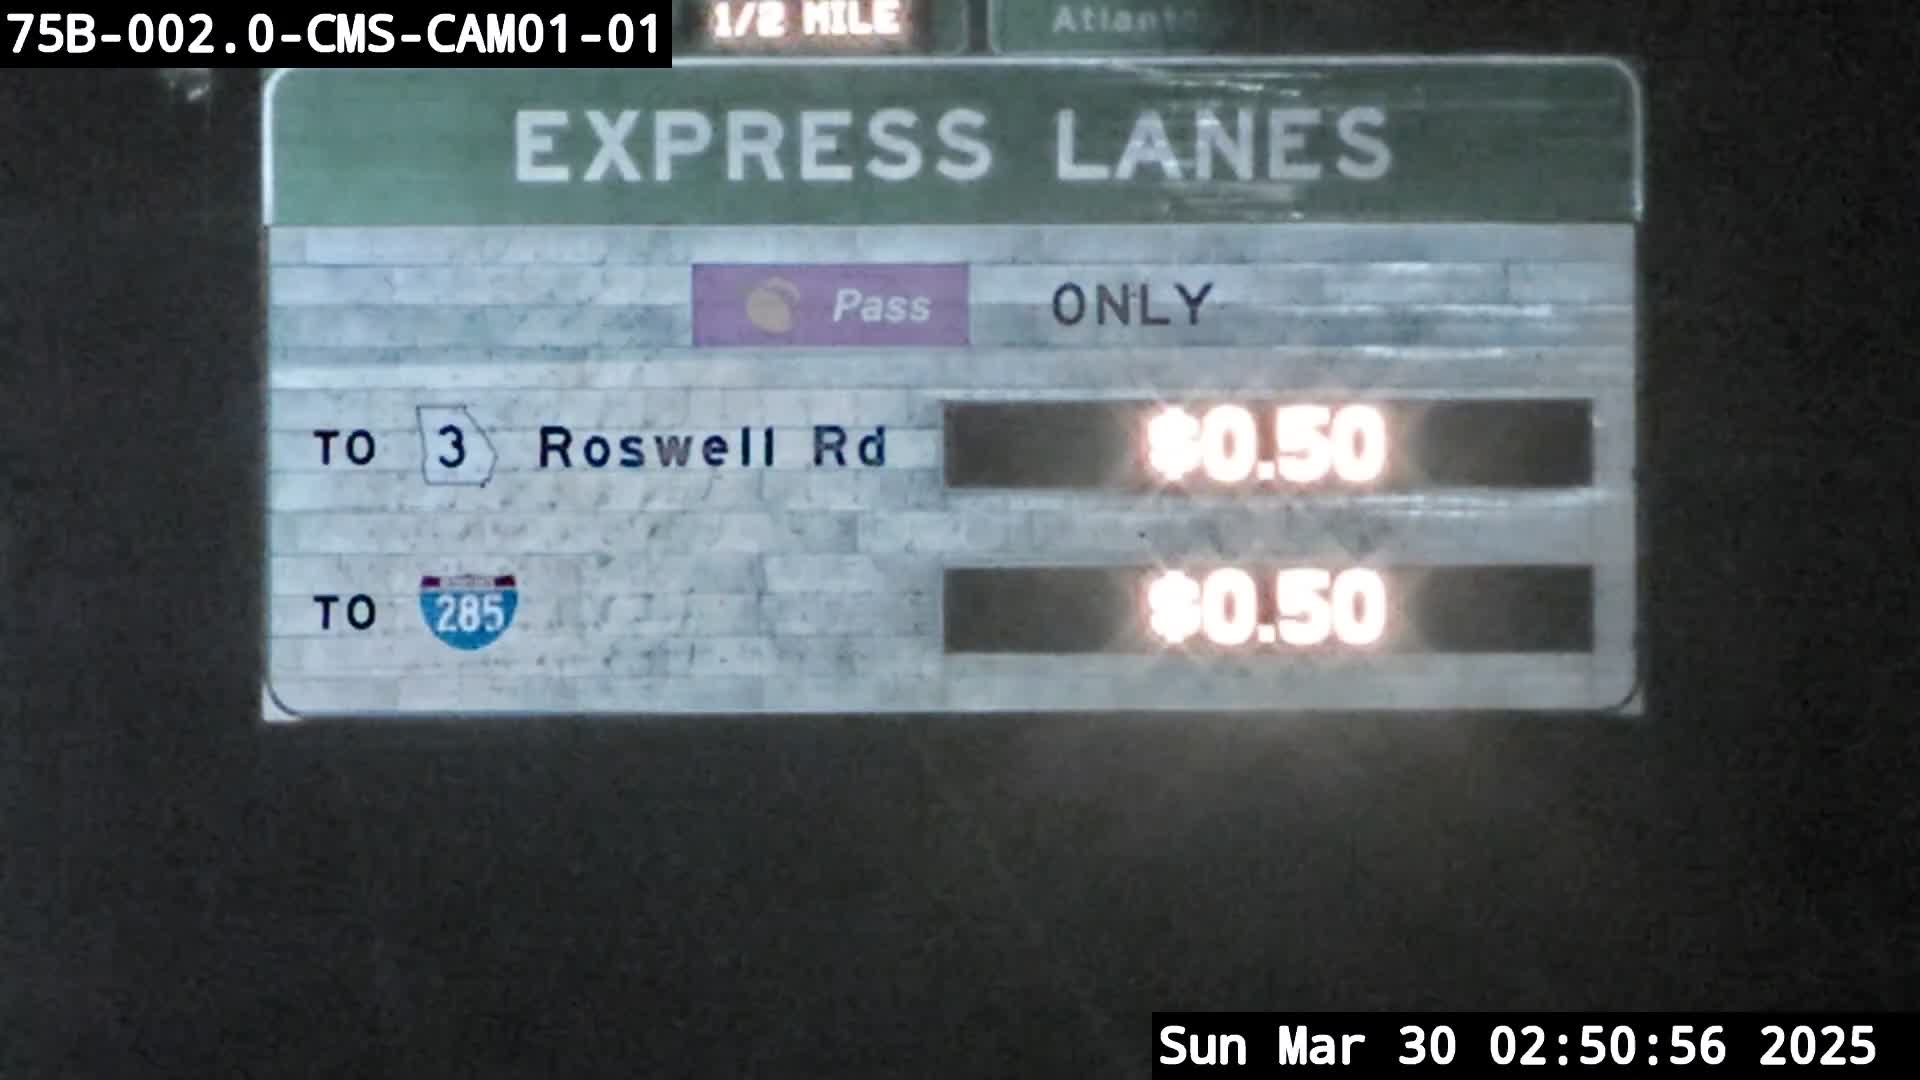 75B-002.0-CMS-CAM01-01
1/2 MILE
EXPRESS LANES
Pass ONLY
TO 3 Roswell Rd $0.50
TO 285 $0.50
Sun Mar 30 02:50:56 2025